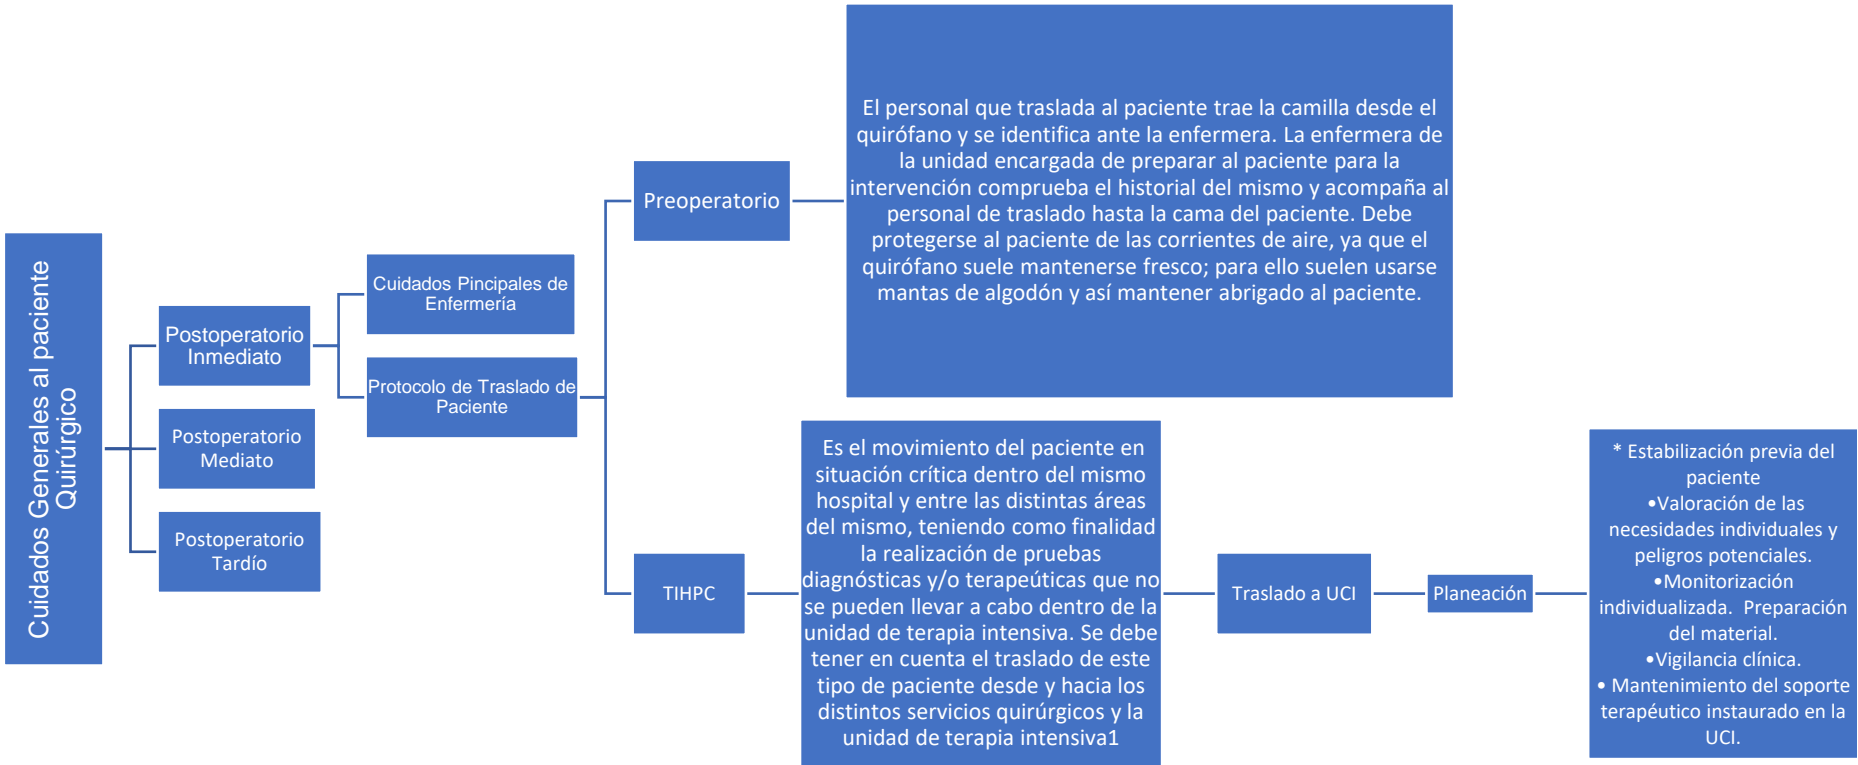 Cuidados Generales al paciente
Quirúrgico
Postoperatorio
Inmediato
Cuidados Pincipales de
Enfermería
Protocolo de Traslado de
Paciente
Preoperatorio
El personal que traslada al paciente trae la camilla desde el
quirófano y se identifica ante la enfermera. La enfermera de
la unidad encargada de preparar al paciente para la
intervención comprueba el historial del mismo y acompaña al
personal de traslado hasta la cama del paciente. Debe
protegerse al paciente de las corrientes de aire, ya que el
quirófano suele mantenerse fresco; para ello suelen usarse
mantas de algodón y así mantener abrigado al paciente.
TIHPC
Es el movimiento del paciente en
situación crítica dentro del mismo
hospital y entre las distintas áreas
del mismo, teniendo como finalidad
la realización de pruebas
diagnósticas y/o terapeúticas que no
se pueden llevar a cabo dentro de la
unidad de terapia intensiva. Se debe
tener en cuenta el traslado de este
tipo de paciente desde y hacia los
distintos servicios quirúrgicos y la
unidad de terapia intensiva1
Traslado a UCI
Planeación
* Estabilización previa del
paciente
•Valoración de las
necesidades individuales y
peligros potenciales.
•Monitorización
individualizada. Preparación
del material.
•Vigilancia clínica.
• Mantenimiento del soporte
terapéutico instaurado en la
UCI.
Postoperatorio
Mediato
Postoperatorio
Tardío